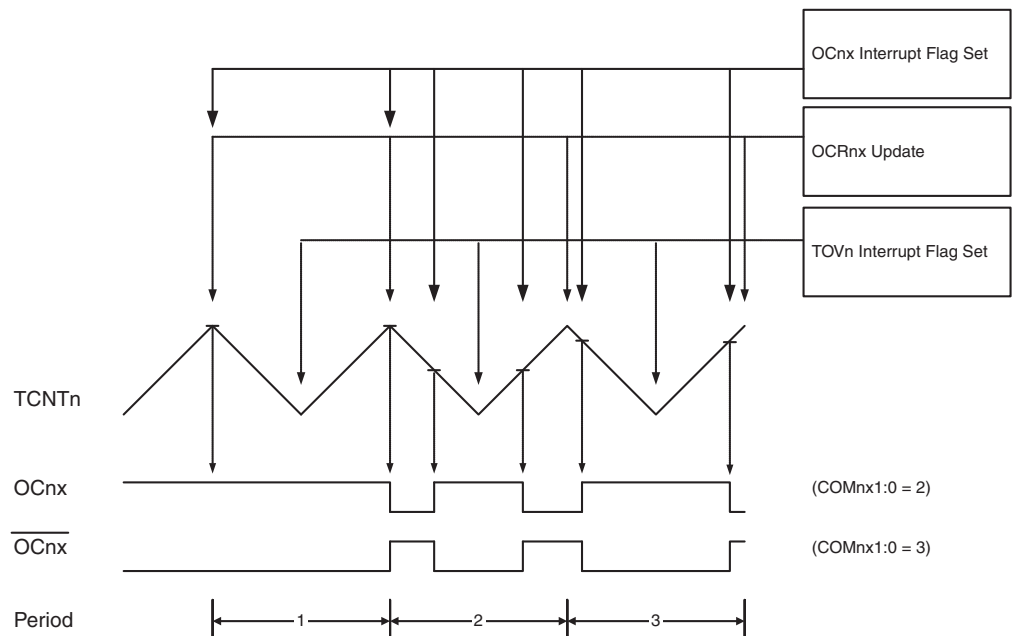 OCnx Interrupt Flag Set
OCRnx Update
TOVn Interrupt Flag Set
TCNTn
OCnx
(COMnx1:0 = 2)
OCnx
(COMnx1:0 = 3)
Period
1
2
3